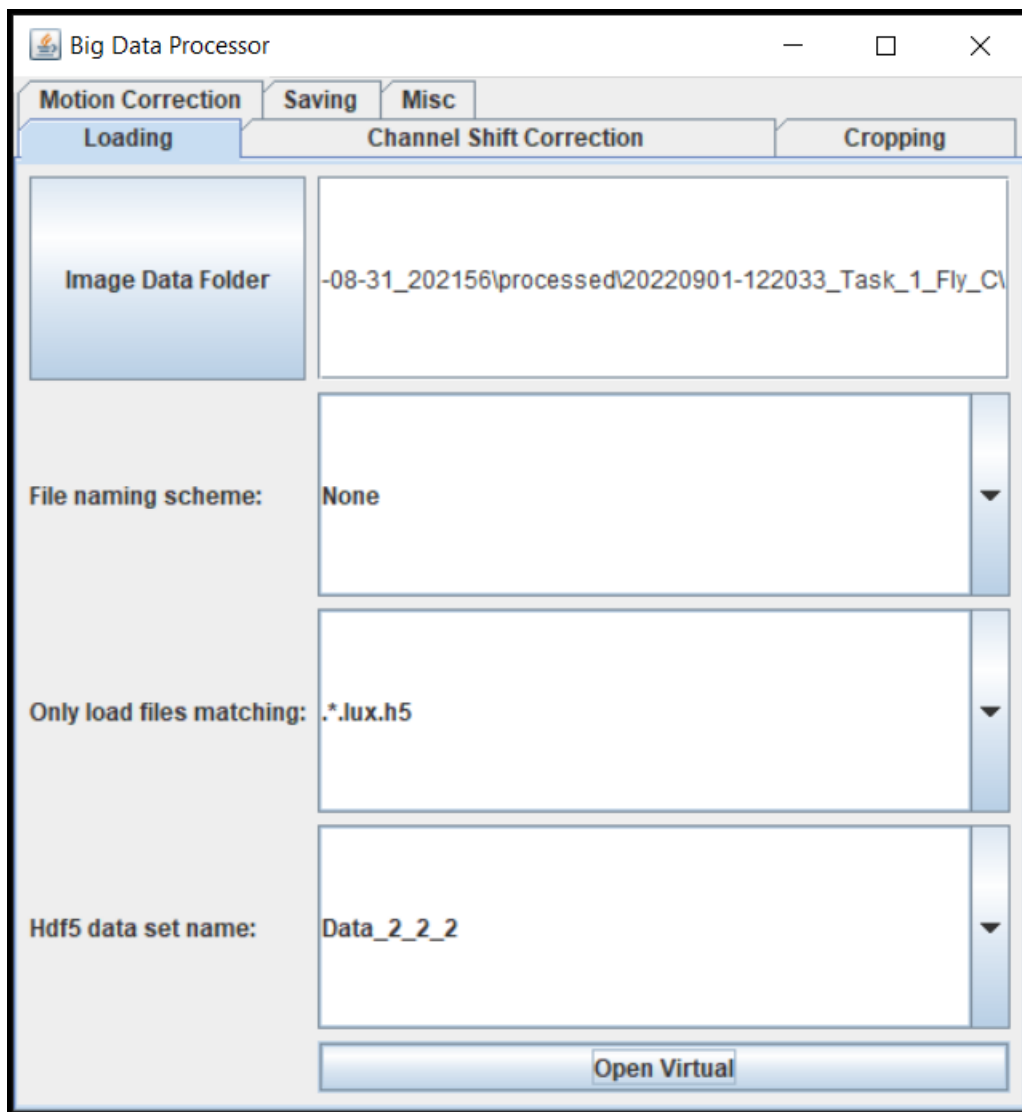 Big Data Processor
Motion Correction Saving Misc
Loading Channel Shift Correction Cropping
Image Data Folder -08-31_202156\processed\20220901-122033_Task_1_Fly_C\
File naming scheme: None
Only load files matching: .*.lux.h5
Hdf5 data set name: Data_2_2_2
Open Virtual